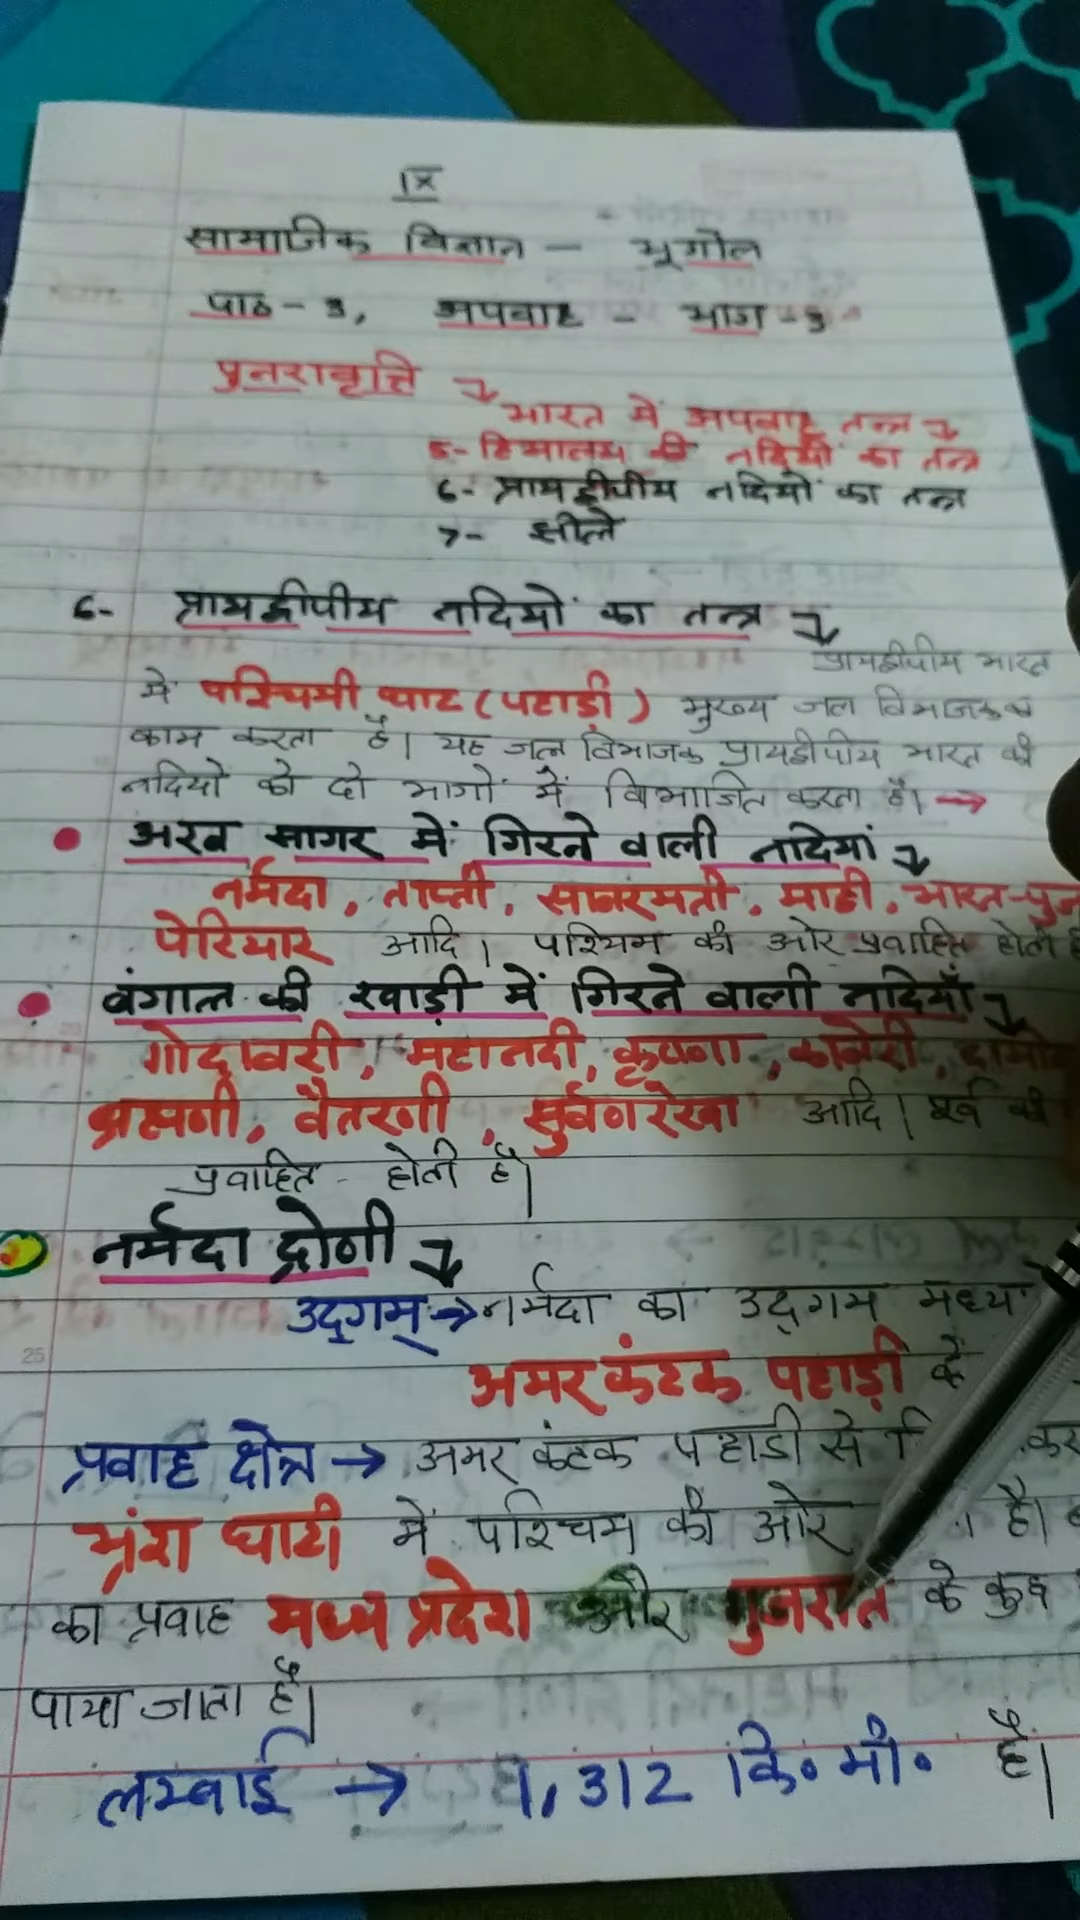 IX
सामाजिक विज्ञान - भूगोल
पाठ - 3, अपवाह - भाग - 3
पुनरावृत्ति ↴
भारत में अपवाह तन्त्र ↴
5- हिमालय की नदियों का तन्त्र
6- प्रायद्वीपीय नदियों का तन्त्र
7- झीलें
6- प्रायद्वीपीय नदियों का तन्त्र ↴
प्रायद्वीपीय भारत
में पश्चिमी घाट (पहाड़ी) मुख्य जल विभाजक
काम करता है। यह जल विभाजक प्रायद्वीपीय भारत की
नदियों को दो भागों में विभाजित करता है। →
• अरब सागर में गिरने वाली नदियां ↴
नर्मदा, ताप्ती, साबरमती, माही, भारत-पुन
पेरियार आदि। पश्चिम की ओर प्रवाहित होती
• बंगाल की खाड़ी में गिरने वाली नदियाँ ↴
गोदावरी, महानदी, कृष्णा, कावेरी,
ब्राह्मणी, वैतरणी, सुर्वणरेखा आदि। पूर्व की
प्रवाहित होती है।
नर्मदा द्रोणी ↴
उद्गम् → नर्मदा का उद्गम मध्य
अमरकंटक पहाड़ी
प्रवाह क्षेत्र → अमर कंटक पहाडी से
भ्रंश घाटी में पश्चिम की ओर है।
का प्रवाह मध्य प्रदेश और गुजरात के कुछ
पाया जाता है।
लम्बाई → 1,312 कि॰ मी॰ है।